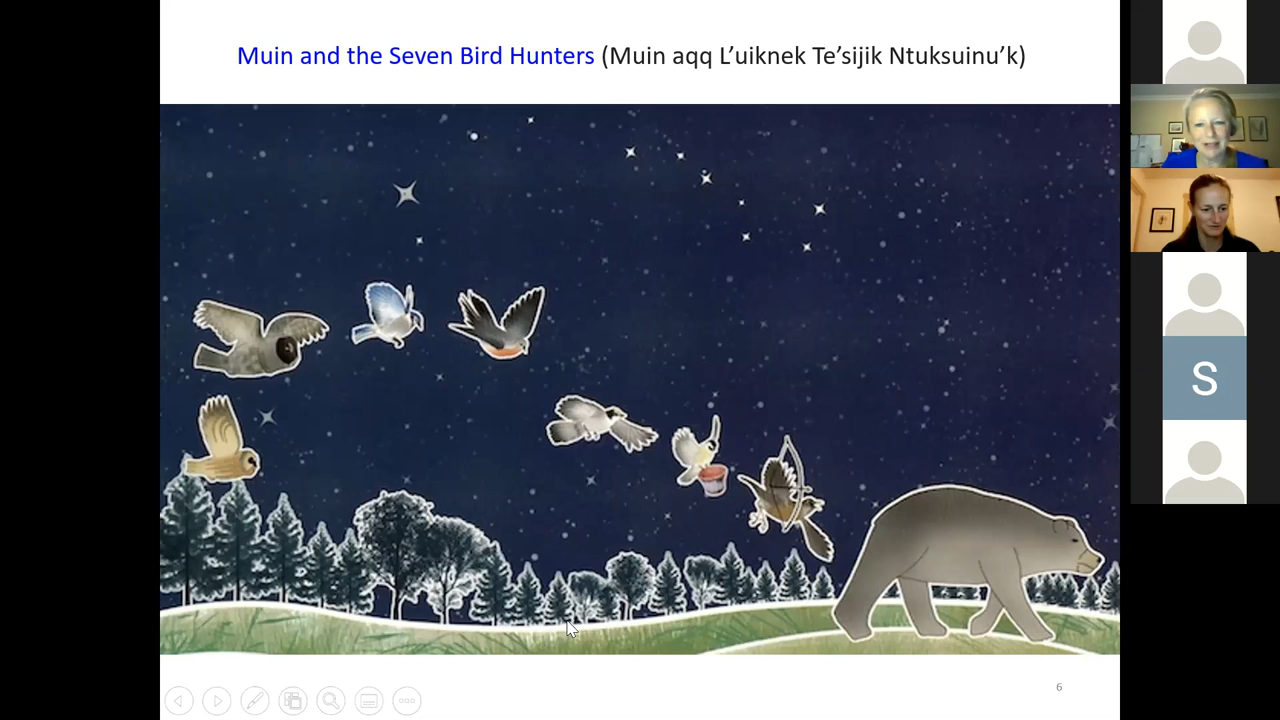 Muin and the Seven Bird Hunters (Muin aqq L’uiknek Te’sijik Ntuksuinu’k)
S
6